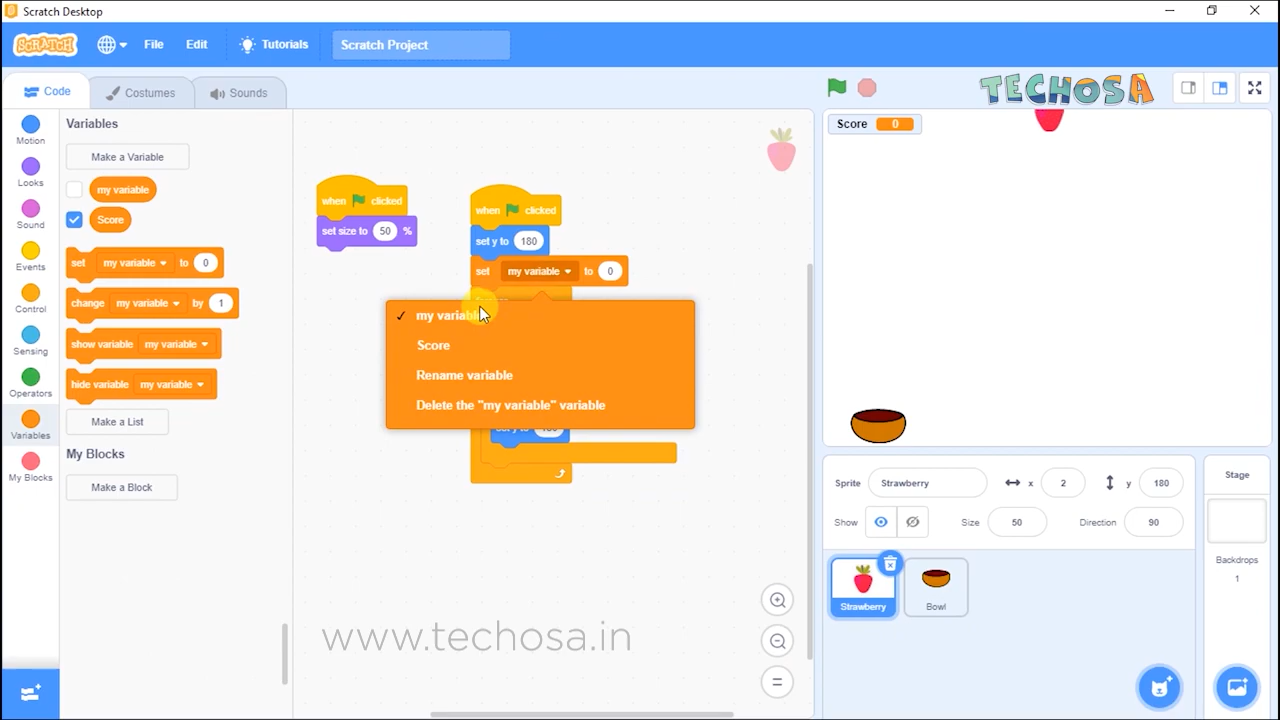 Scratch Desktop
SCRATCH
File
Edit
Tutorials
Scratch Project
Code
Costumes
Sounds
TECHOSA
Motion
Looks
Sound
Events
Control
Sensing
Operators
Variables
My Blocks
Variables
Make a Variable
my variable
Score
set my variable to 0
change my variable by 1
show variable my variable
hide variable my variable
Make a List
My Blocks
Make a Block
when clicked
set size to 50 %
when clicked
set y to 180
set my variable to 0
✓ my variable
Score
Rename variable
Delete the "my variable" variable
www.techosa.in
Score 0
Sprite Strawberry x 2 y 180
Show Size 50 Direction 90
Strawberry
Bowl
Stage
Backdrops
1